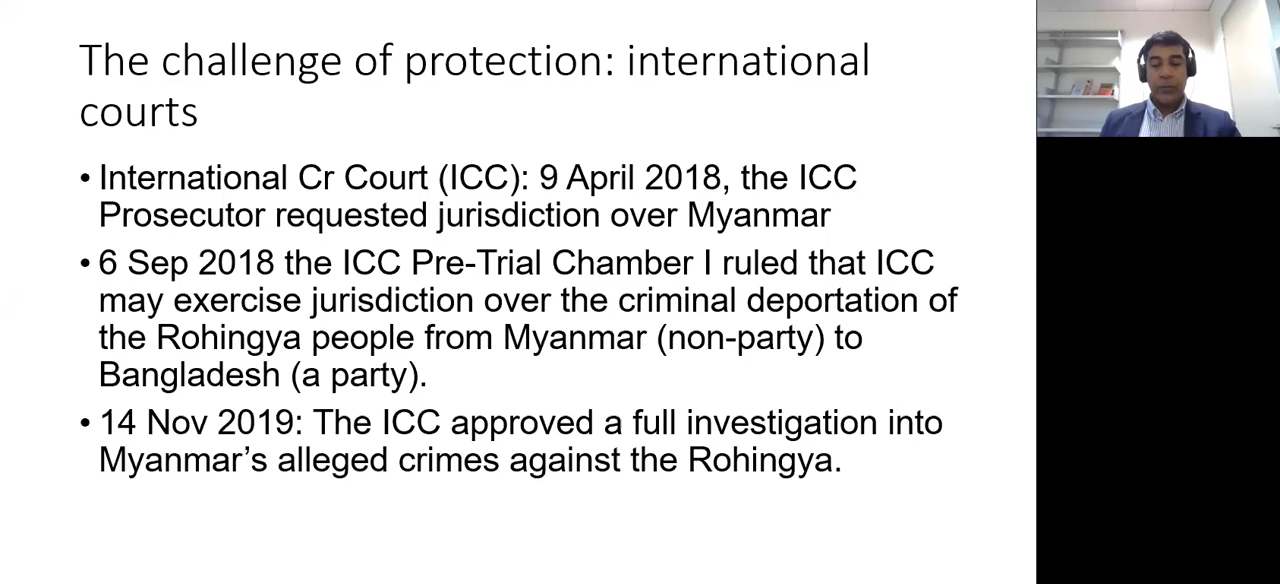 The challenge of protection: international
courts
• International Cr Court (ICC): 9 April 2018, the ICC
Prosecutor requested jurisdiction over Myanmar
• 6 Sep 2018 the ICC Pre-Trial Chamber I ruled that ICC
may exercise jurisdiction over the criminal deportation of
the Rohingya people from Myanmar (non-party) to
Bangladesh (a party).
• 14 Nov 2019: The ICC approved a full investigation into
Myanmar’s alleged crimes against the Rohingya.